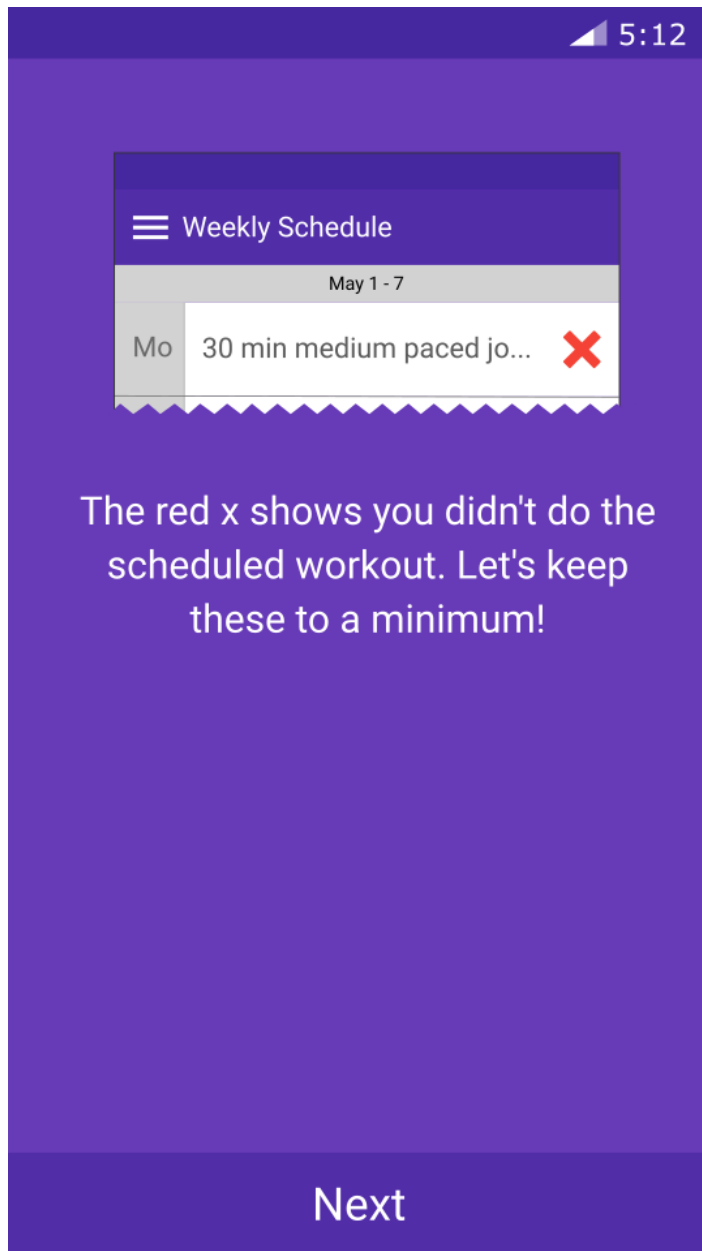 5:12
Weekly Schedule
May 1 - 7
Mo 30 min medium paced jo...
The red x shows you didn't do the
scheduled workout. Let's keep
these to a minimum!
Next